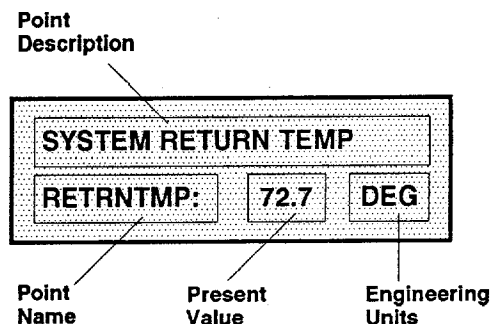 Point
Description
SYSTEM RETURN TEMP
RETRNTMP: 72.7 DEG
Point
Name
Present
Value
Engineering
Units